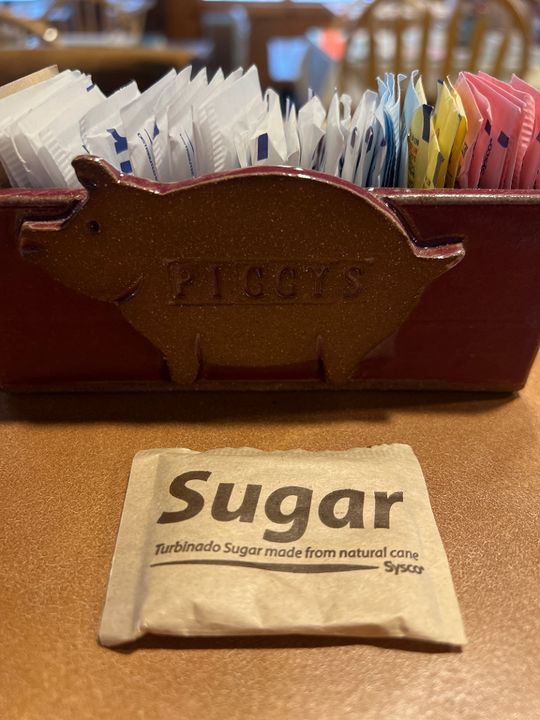 PIGGYS
Sugar
Turbinado Sugar made from natural cane
Sysco